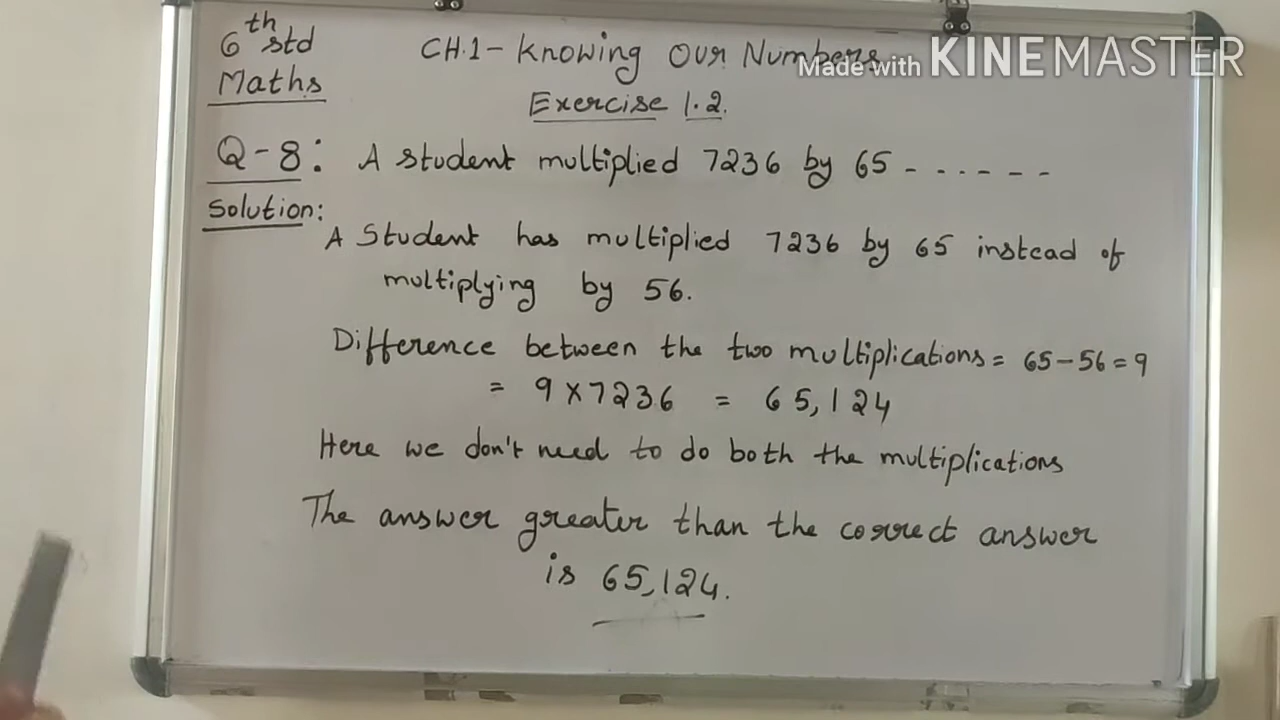 6th std
Maths
CH.1 - Knowing Our Numbers
Made with KINEMASTER
Exercise 1.2.
Q-8: A student multiplied 7236 by 65 ------
Solution:
A Student has multiplied 7236 by 65 instead of
multiplying by 56.
Difference between the two multiplications = 65-56=9
= 9 X 7236 = 65,124
Here we don't need to do both the multiplications
The answer greater than the correct answer
is 65,124.